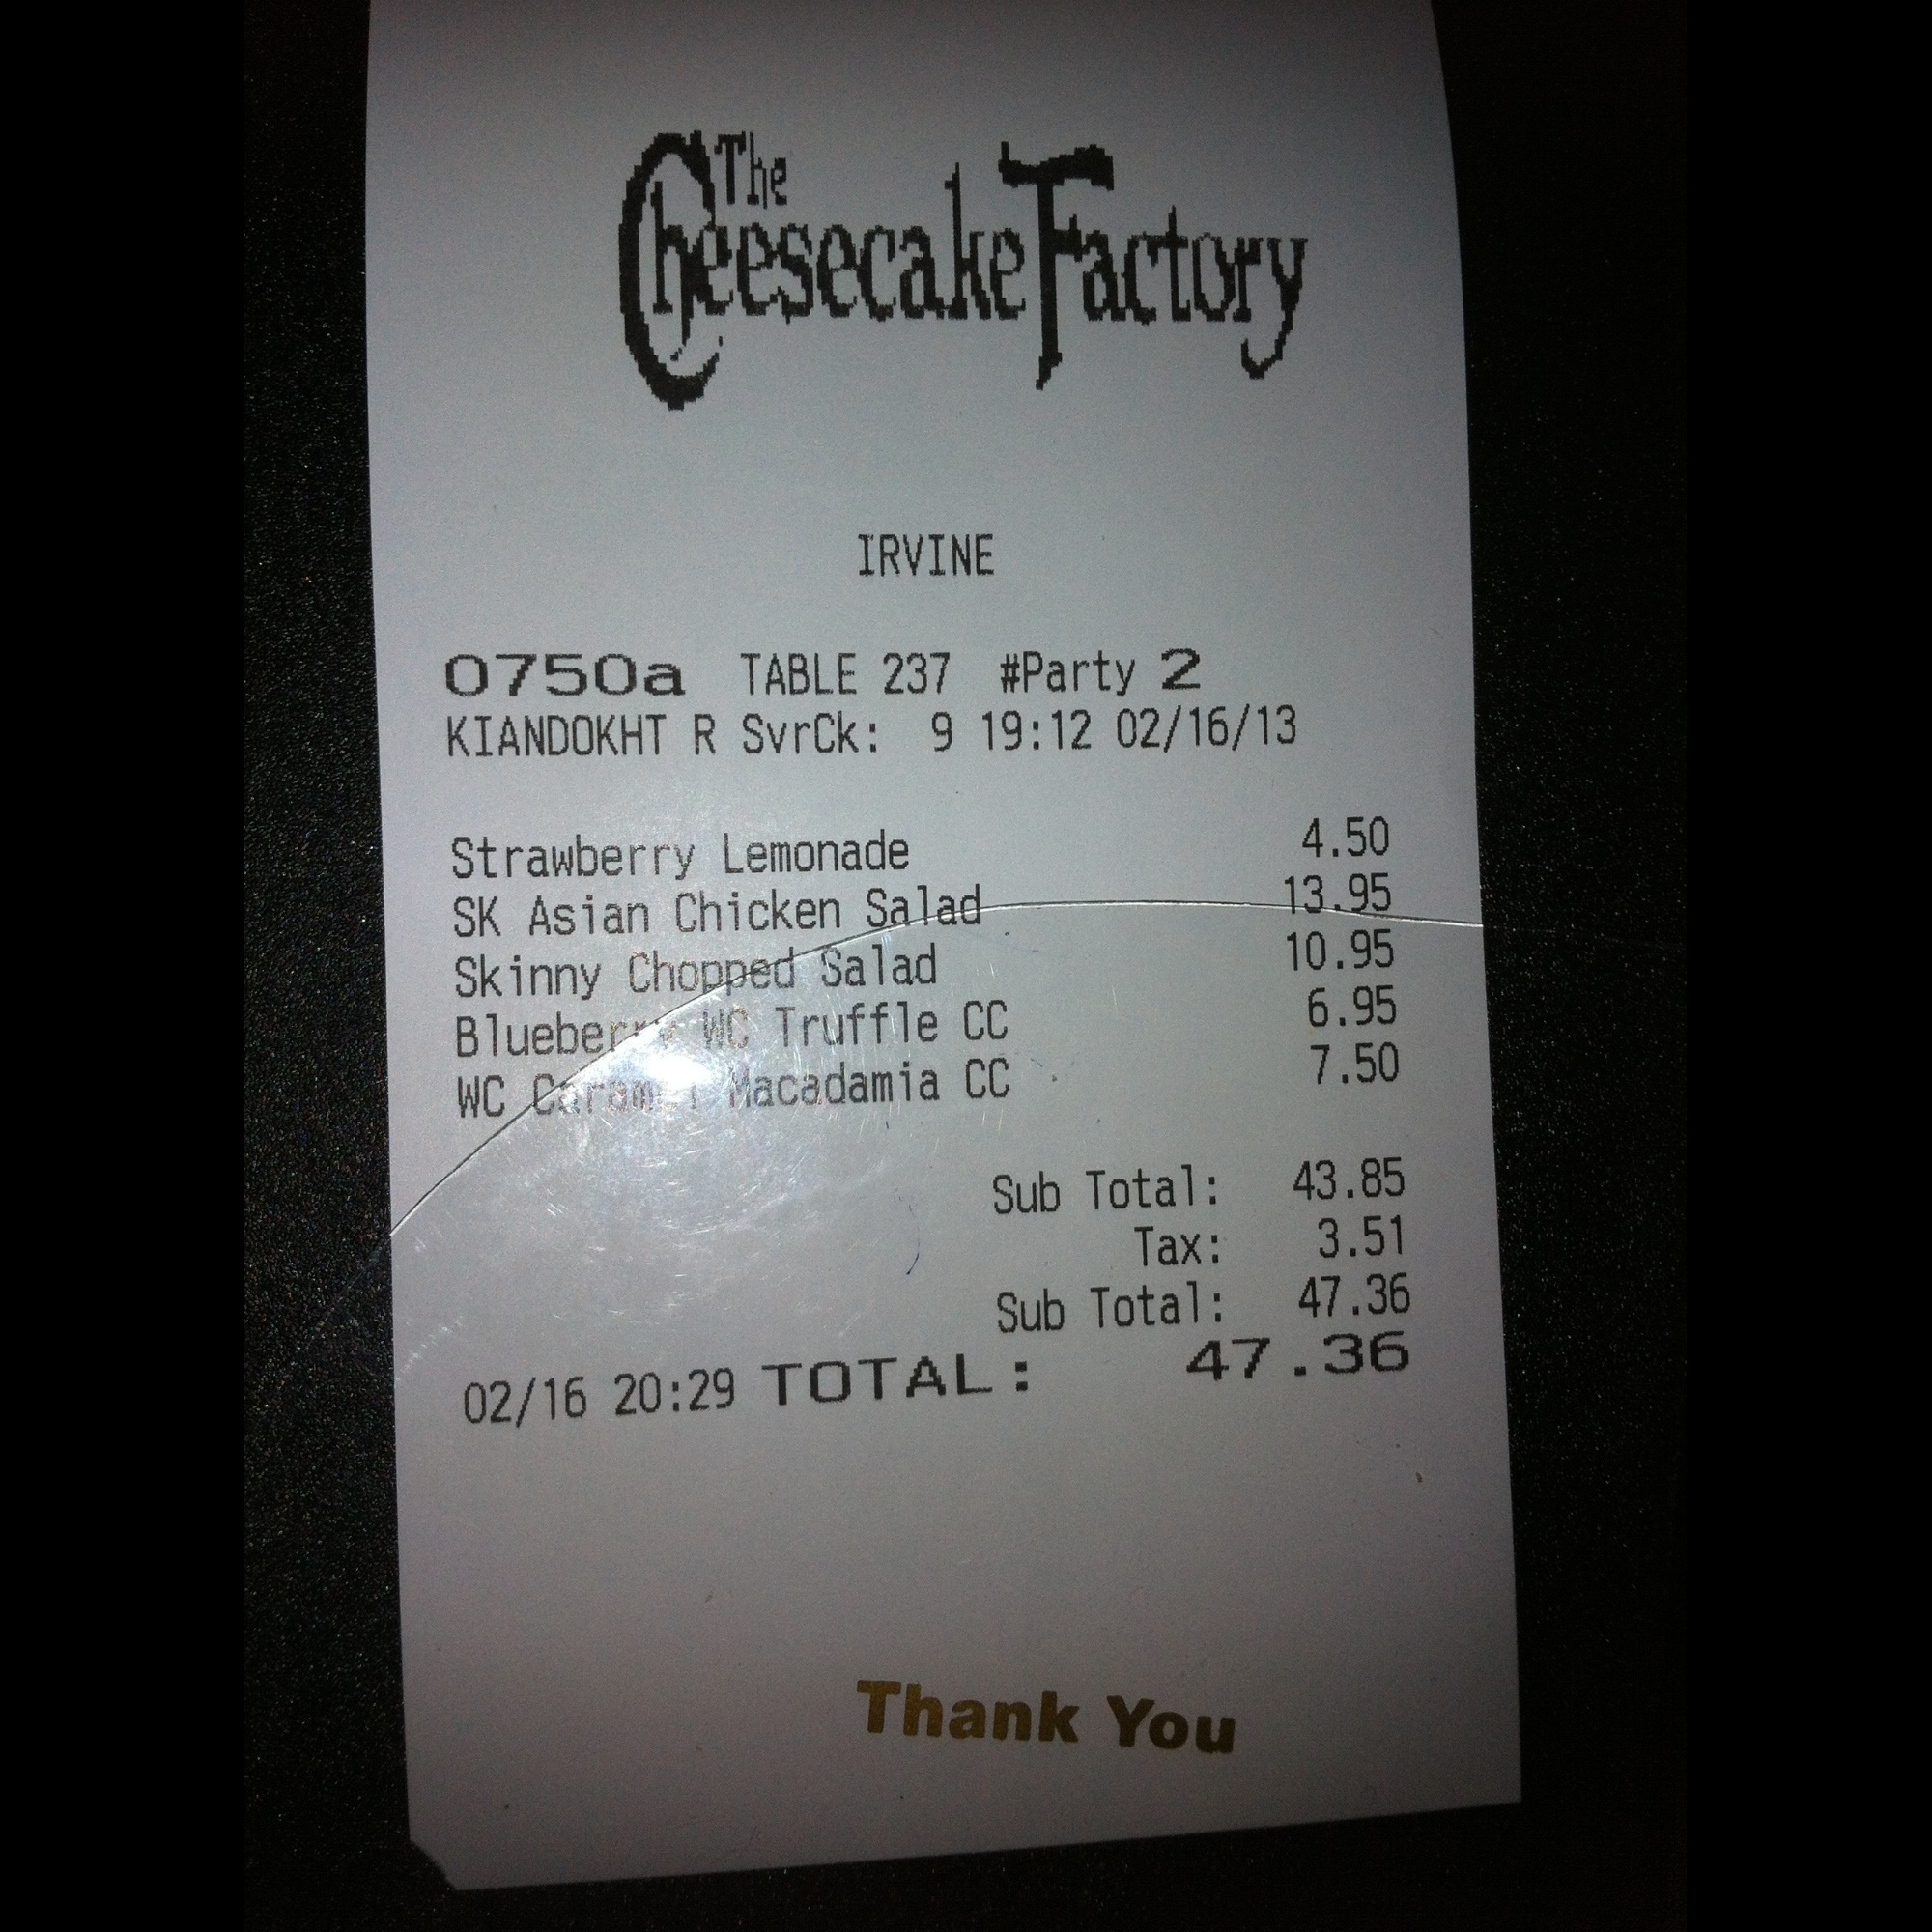 The
Cheesecake Factory
IRVINE
0750a TABLE 237 #Party 2
KIANDOKHT R SvrCk: 9 19:12 02/16/13
Strawberry Lemonade 4.50
SK Asian Chicken Salad 13.95
Skinny Chopped Salad 10.95
Blueberry WC Truffle CC 6.95
WC Caramel Macadamia CC 7.50
Sub Total: 43.85
Tax: 3.51
Sub Total: 47.36
02/16 20:29 TOTAL: 47.36
Thank You